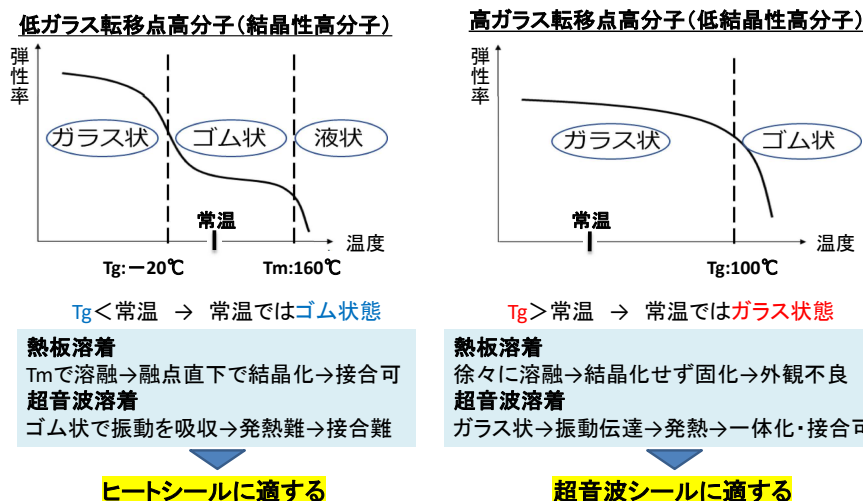 低ガラス転移点高分子（結晶性高分子）
弾性率
ガラス状
ゴム状
液状
常温
温度
Tg:－20℃
Tm:160℃
Tg＜常温 → 常温ではゴム状態
熱板溶着
Tmで溶融→融点直下で結晶化→接合可
超音波溶着
ゴム状で振動を吸収→発熱難→接合難
ヒートシールに適する
高ガラス転移点高分子（低結晶性高分子）
弾性率
ガラス状
ゴム状
常温
温度
Tg:100℃
Tg＞常温 → 常温ではガラス状態
熱板溶着
徐々に溶融→結晶化せず固化→外観不良
超音波溶着
ガラス状→振動伝達→発熱→一体化・接合可
超音波シールに適する